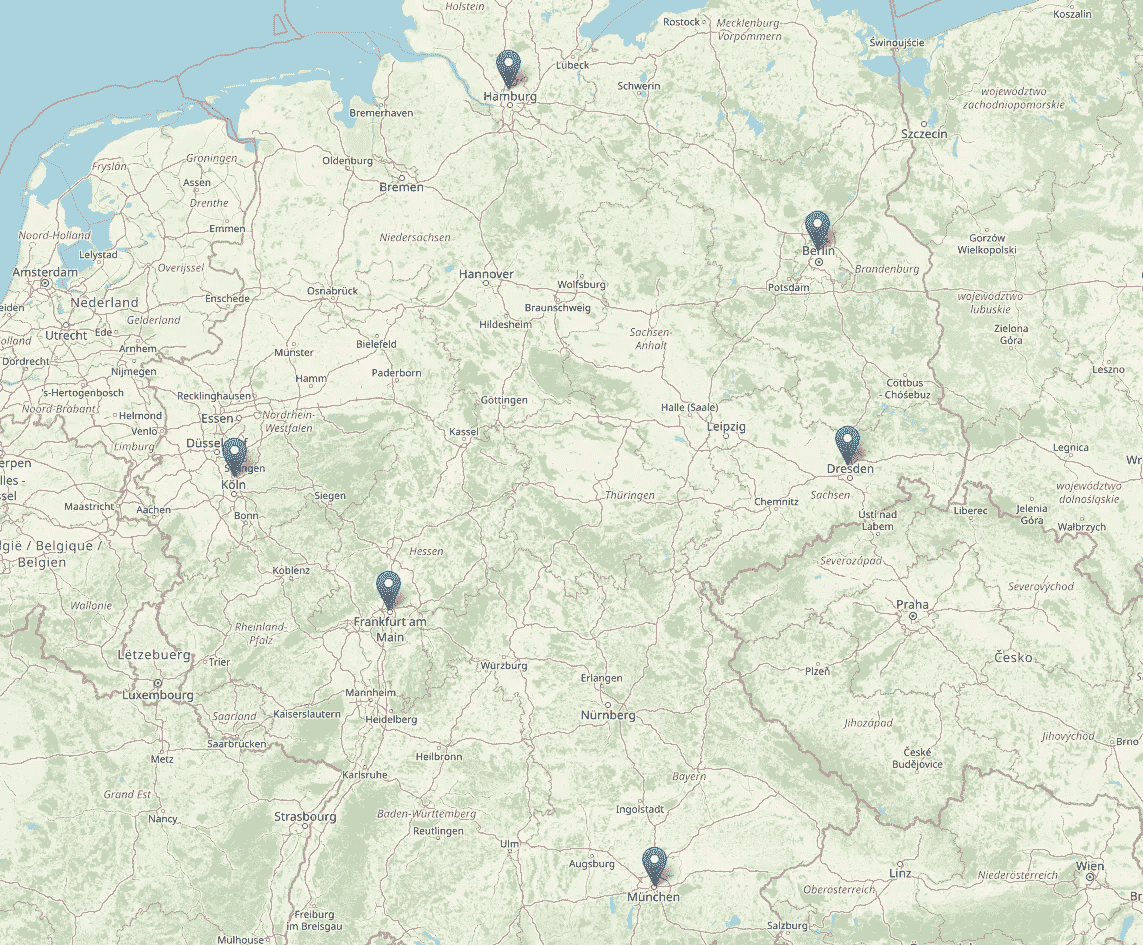 Holstein
Rostock
Mecklenburg-
Vorpommern
Koszalin
Świnoujście
Lübeck
Hamburg
Schwerin
województwo
zachodniopomorskie
Bremerhaven
Szczecin
Groningen
Oldenburg
Fryslân
Assen
Bremen
Drenthe
Emmen
Noord-Holland
Niedersachsen
Gorzów
Wielkopolski
Lelystad
Berlin
Amsterdam
Overijssel
Hannover
Brandenburg
Wolfsburg
Potsdam
Osnabrück
Enschede
Nederland
Braunschweig
województwo
lubuskie
eiden
Gelderland
Hildesheim
Utrecht
Ede
Sachsen-
Anhalt
Zielona
Góra
olland
Arnhem
Bielefeld
Münster
Dordrecht
Nijmegen
Paderborn
Leszno
Hamm
Cottbus
- Chóśebuz
's-Hertogenbosch
Recklinghausen
Göttingen
Noord-Brabant
Halle (Saale)
Helmond
Essen
Nordrhein-
Westfalen
Leipzig
Venlo
Kassel
Düsseldorf
Limburg
Legnica
erpen
Wr
Dresden
lles -
sel
Köln
Siegen
Thüringen
Sachsen
województwo
dolnośląskie
Maastricht
Aachen
Bonn
Chemnitz
Liberec
Jelenia
Góra
Ústí nad
Labem
Wałbrzych
lgië / Belgique /
Belgien
Hessen
Severozápad
Koblenz
Severovýchod
Wallonie
Praha
Frankfurt am
Main
Rheinland-
Pfalz
Lëtzebuerg
Trier
Würzburg
Česko
Plzeň
Erlangen
Luxembourg
Mannheim
Saarland
Kaiserslautern
Heidelberg
Nürnberg
Jihozápad
Jihovýchod
Brno
Saarbrücken
Metz
Heilbronn
České
Budějovice
Karlsruhe
Bayern
Grand Est
Nancy
Strasbourg
Baden-Württemberg
Ingolstadt
Reutlingen
Ulm
Augsburg
Linz
Wien
München
Niederösterreich
Oberösterreich
Br
Freiburg
im Breisgau
Salzburg
Mulhouse